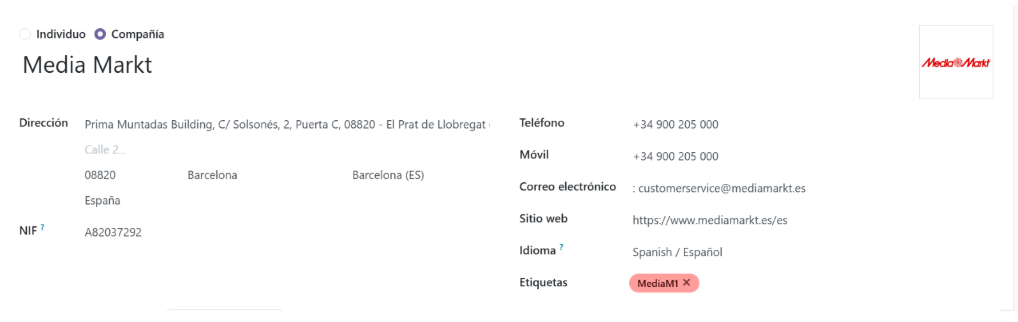 Individuo Compañía
Media Markt
MediaMarkt
Dirección Prima Muntadas Building, C/ Solsonés, 2, Puerta C, 08820 - El Prat de Llobregat (
Calle 2...
08820 Barcelona Barcelona (ES)
España
NIF ? A82037292
Teléfono +34 900 205 000
Móvil +34 900 205 000
Correo electrónico : customerservice@mediamarkt.es
Sitio web https://www.mediamarkt.es/es
Idioma ? Spanish / Español
Etiquetas MediaM1 ×